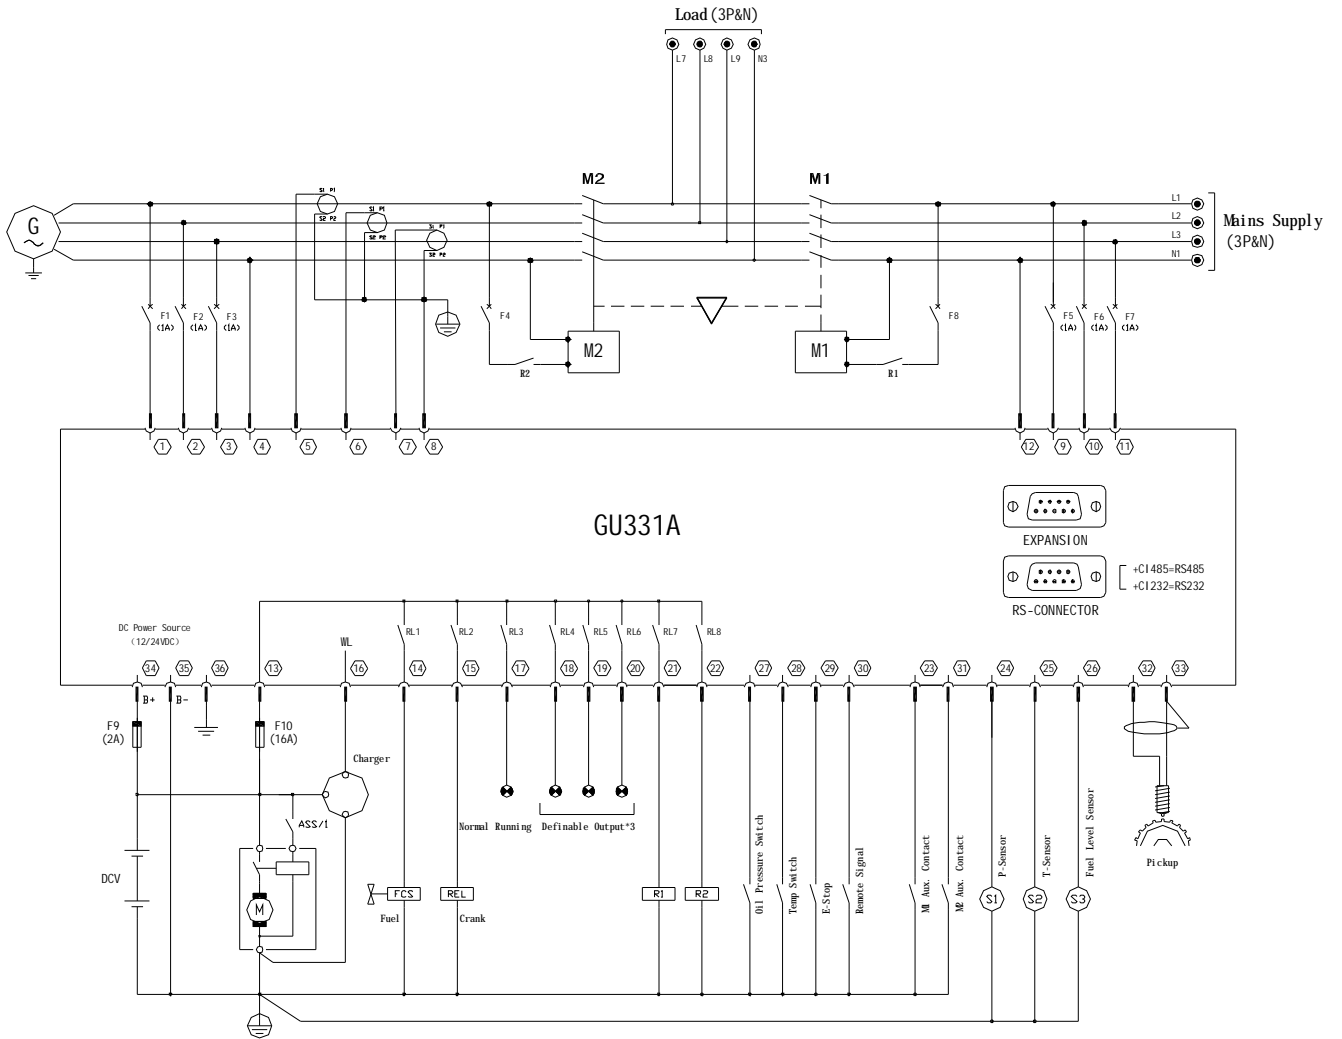 Load(3P&N)
L7 L8 L9 N3
M2 M1
S1 P1
S2 P2
S1 P1
S2 P2
S1 P1
S2 P2
G
L1
L2
L3
N1
Mains Supply
(3P&N)
F1
(1A)
F2
(1A)
F3
(1A)
F4
F8
F5
(1A)
F6
(1A)
F7
(1A)
M2 M1
R2 R1
1 2 3 4 5 6 7 8 12 9 10 11
GU331A
EXPANSION
+CI485=RS485
+CI232=RS232
RS-CONNECTOR
DC Power Source
(12/24VDC)
WL
RL1 RL2 RL3 RL4 RL5 RL6 RL7 RL8
34 35 36 13 16 14 15 17 18 19 20 21 22 27 28 29 30 23 31 24 25 26 32 33
B+ B-
F9
(2A)
F10
(16A)
Charger
ASS/1
Normal Running
Definable Output*3
DCV
M
FCS
Fuel
REL
Crank
R1 R2
Oil Pressure Switch
Temp Switch
E-Stop
Remote Signal
M1 Aux. Contact
M2 Aux. Contact
P-Sensor
T-Sensor
Fuel Level Sensor
S1 S2 S3
Pickup